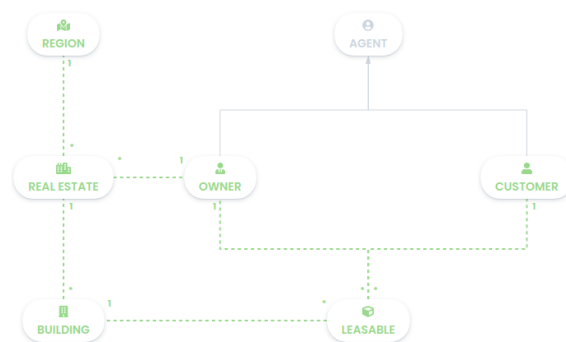 REGION
AGENT
1
*
*
1
REAL ESTATE
OWNER
CUSTOMER
1
1
1
*
* *
1
*
BUILDING
LEASABLE